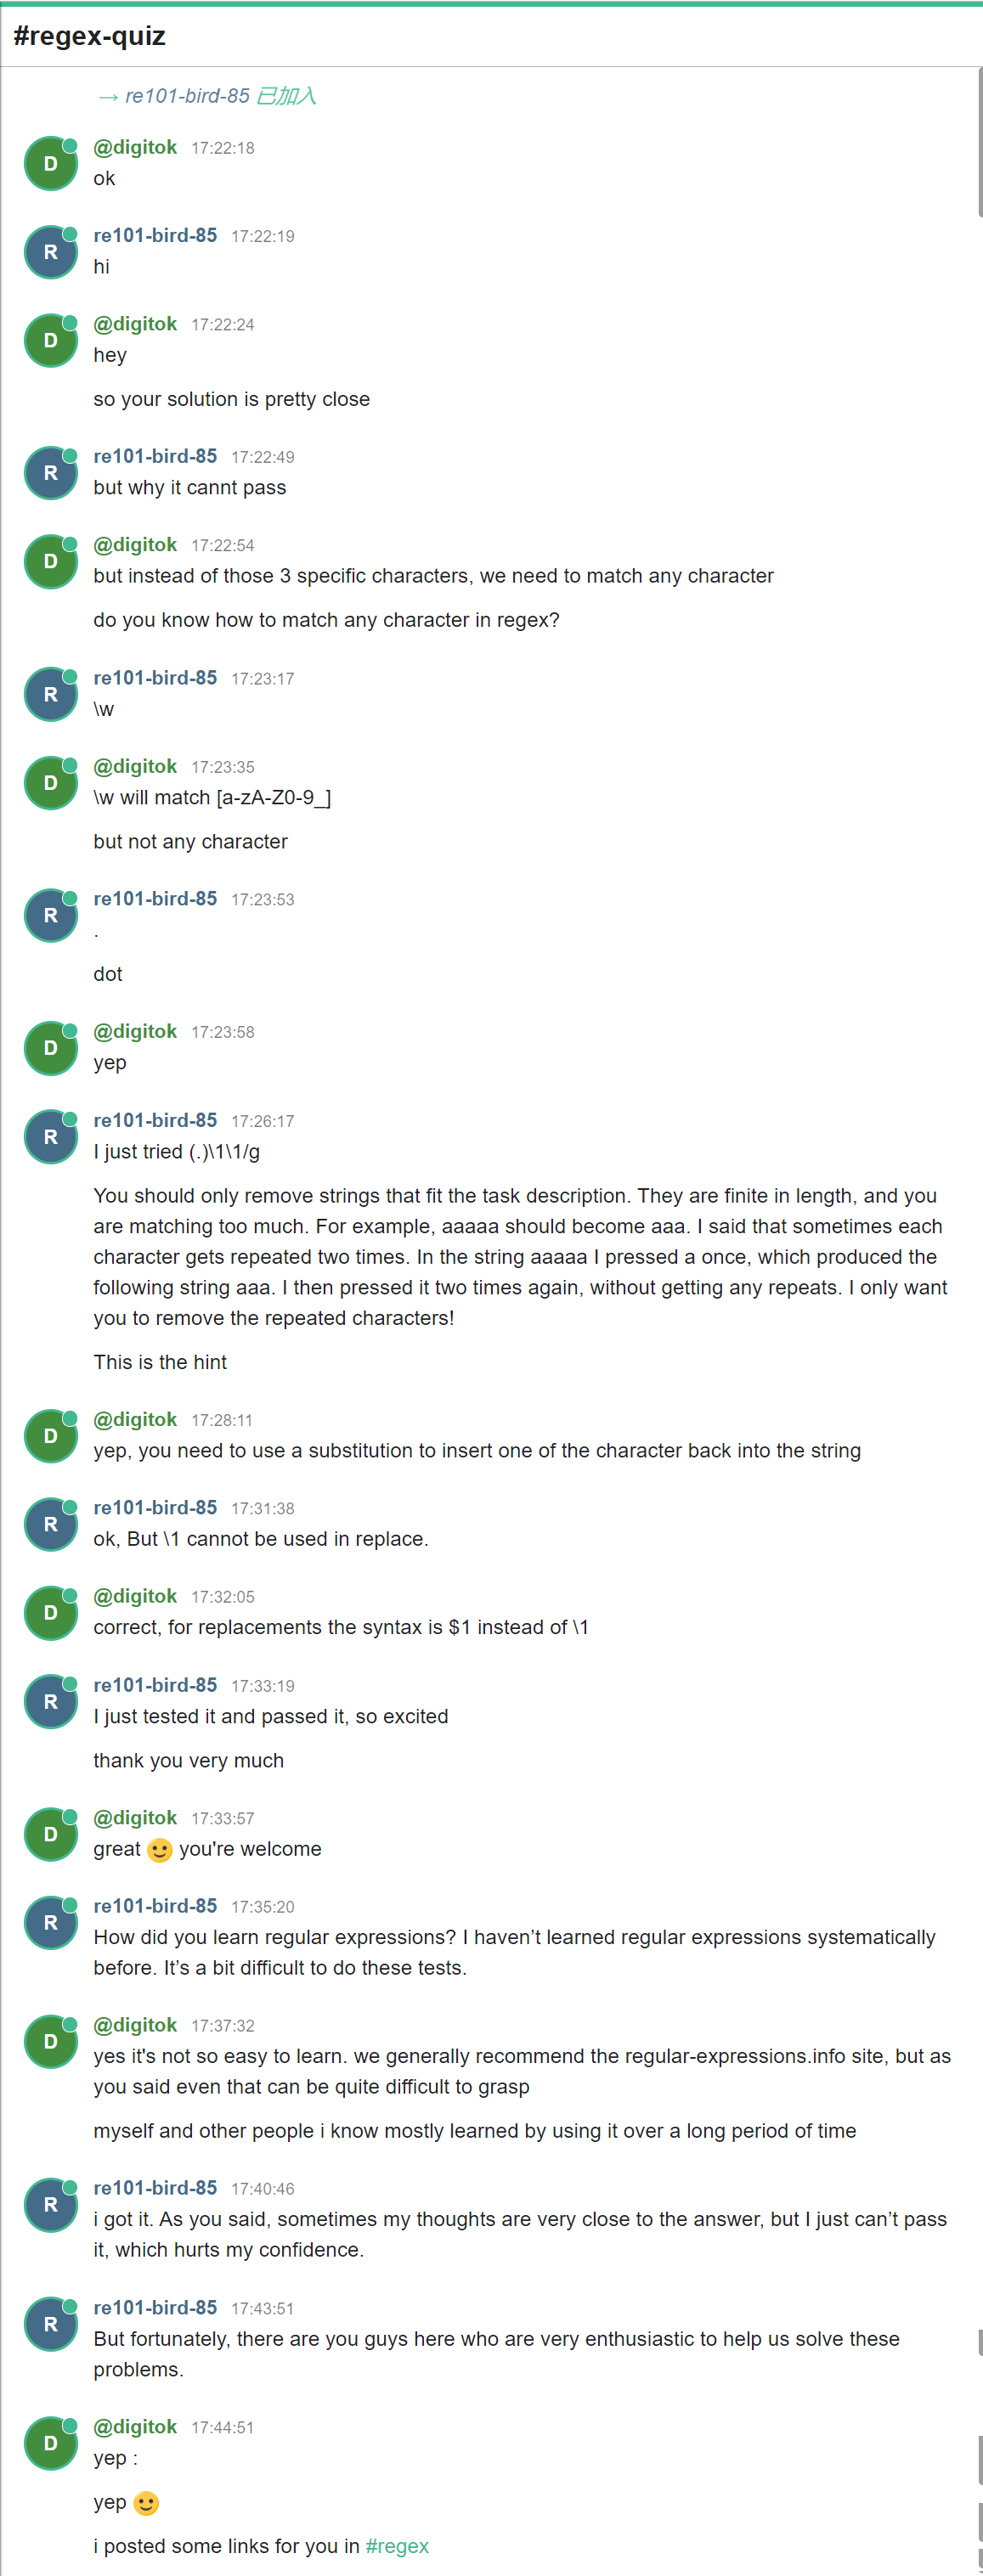 #regex-quiz
→ re101-bird-85 已加入
D
@digitok 17:22:18
ok
R
re101-bird-85 17:22:19
hi
D
@digitok 17:22:24
hey
so your solution is pretty close
R
re101-bird-85 17:22:49
but why it cannt pass
D
@digitok 17:22:54
but instead of those 3 specific characters, we need to match any character
do you know how to match any character in regex?
R
re101-bird-85 17:23:17
\w
D
@digitok 17:23:35
\w will match [a-zA-Z0-9_]
but not any character
R
re101-bird-85 17:23:53
.
dot
D
@digitok 17:23:58
yep
R
re101-bird-85 17:26:17
I just tried (.)\1\1/g
You should only remove strings that fit the task description. They are finite in length, and you
are matching too much. For example, aaaaa should become aaa. I said that sometimes each
character gets repeated two times. In the string aaaaa I pressed a once, which produced the
following string aaa. I then pressed it two times again, without getting any repeats. I only want
you to remove the repeated characters!
This is the hint
D
@digitok 17:28:11
yep, you need to use a substitution to insert one of the character back into the string
R
re101-bird-85 17:31:38
ok, But \1 cannot be used in replace.
D
@digitok 17:32:05
correct, for replacements the syntax is $1 instead of \1
R
re101-bird-85 17:33:19
I just tested it and passed it, so excited
thank you very much
D
@digitok 17:33:57
great 🙂 you're welcome
R
re101-bird-85 17:35:20
How did you learn regular expressions? I haven’t learned regular expressions systematically
before. It’s a bit difficult to do these tests.
D
@digitok 17:37:32
yes it's not so easy to learn. we generally recommend the regular-expressions.info site, but as
you said even that can be quite difficult to grasp
myself and other people i know mostly learned by using it over a long period of time
R
re101-bird-85 17:40:46
i got it. As you said, sometimes my thoughts are very close to the answer, but I just can’t pass
it, which hurts my confidence.
R
re101-bird-85 17:43:51
But fortunately, there are you guys here who are very enthusiastic to help us solve these
problems.
D
@digitok 17:44:51
yep :
yep 🙂
i posted some links for you in #regex